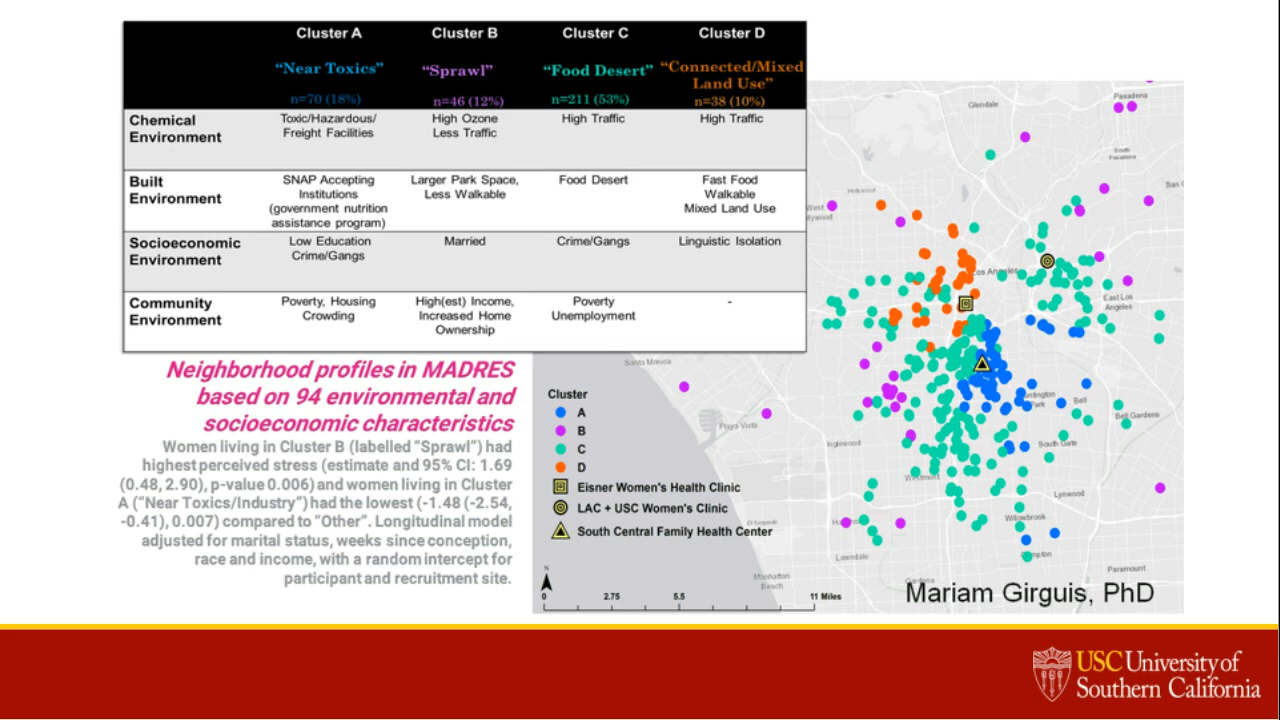 Cluster A
Cluster B
Cluster C
Cluster D
“Near Toxics”
“Sprawl”
“Food Desert”
“Connected/Mixed
Land Use”
n=70 (18%)
n=46 (12%)
n=211 (53%)
n=38 (10%)
Chemical
Environment
Toxic/Hazardous/
Freight Facilities
High Ozone
Less Traffic
High Traffic
High Traffic
Built
Environment
SNAP Accepting
Institutions
(government nutrition
assistance program)
Larger Park Space,
Less Walkable
Food Desert
Fast Food
Walkable
Mixed Land Use
Socioeconomic
Environment
Low Education
Crime/Gangs
Married
Crime/Gangs
Linguistic Isolation
Community
Environment
Poverty, Housing
Crowding
High(est) Income,
Increased Home
Ownership
Poverty
Unemployment
-
Neighborhood profiles in MADRES
based on 94 environmental and
socioeconomic characteristics
Women living in Cluster B (labelled “Sprawl”) had
highest perceived stress (estimate and 95% CI: 1.69
(0.48, 2.90), p-value 0.006) and women living in Cluster
A (“Near Toxics/Industry”) had the lowest (-1.48 (-2.54,
-0.41), 0.007) compared to “Other”. Longitudinal model
adjusted for marital status, weeks since conception,
race and income, with a random intercept for
participant and recruitment site.
Glendale
Pasadena
South
Pasadena
West
Los Angeles
East Los
Angeles
Santa Monica
Playa Vista
Inglewood
Westmont
Park
Bell
Bell Gardens
South Gate
Lynwood
Willowbrook
Compton
Paramount
Lawndale
Gardena
Manhattan
Beach
El Segundo
Cluster
A
B
C
D
Eisner Women's Health Clinic
LAC + USC Women's Clinic
South Central Family Health Center
N
0
2.75
5.5
11 Miles
Mariam Girguis, PhD
USC University of
Southern California